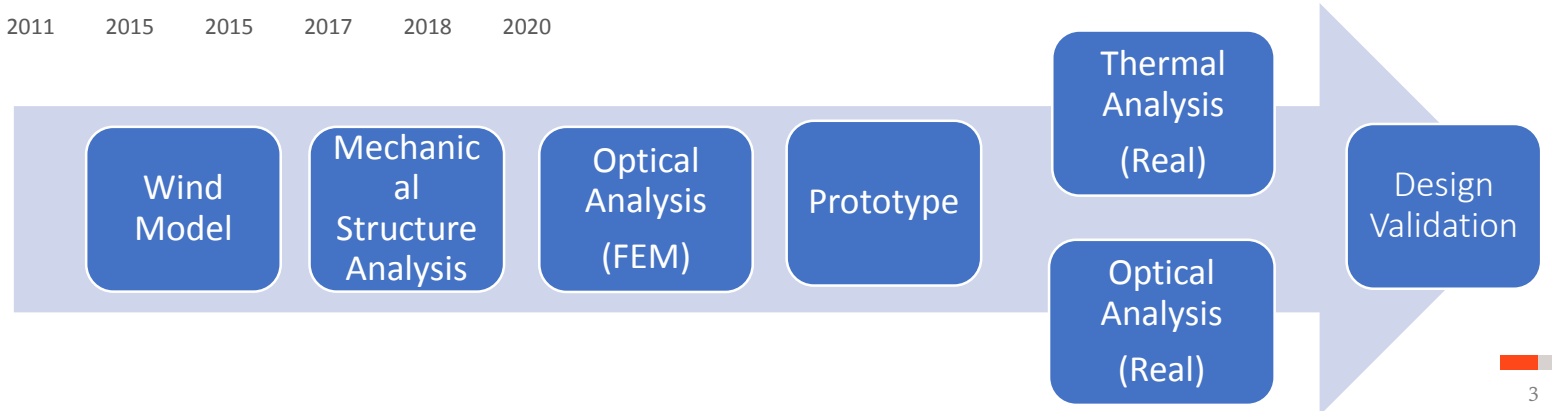 2011 2015 2015 2017 2018 2020
Wind
Model
Mechanic
al
Structure
Analysis
Optical
Analysis
(FEM)
Prototype
Thermal
Analysis
(Real)
Optical
Analysis
(Real)
Design
Validation
3